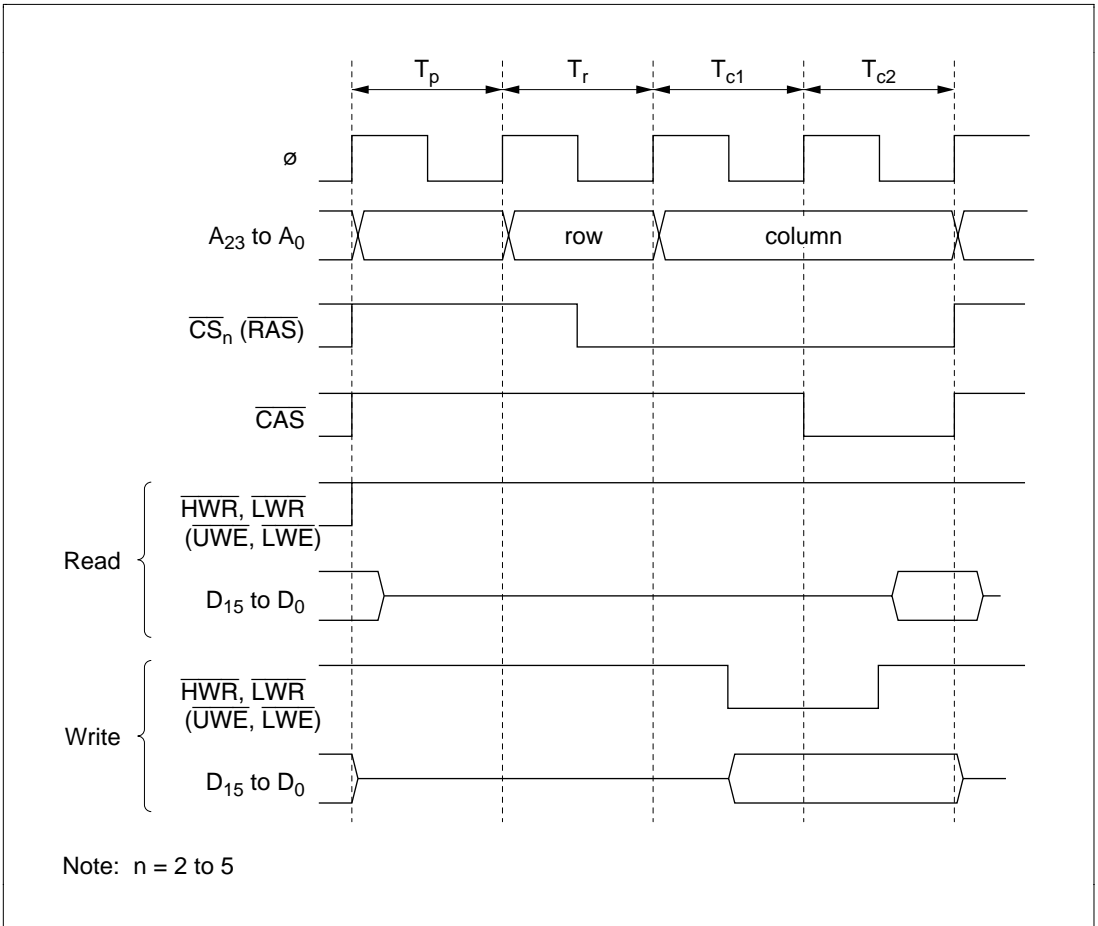 Tp Tr Tc1 Tc2
ø
A23 to A0 row column
CSn (RAS)
CAS
Read
HWR, LWR
(UWE, LWE)
D15 to D0
Write
HWR, LWR
(UWE, LWE)
D15 to D0
Note: n = 2 to 5